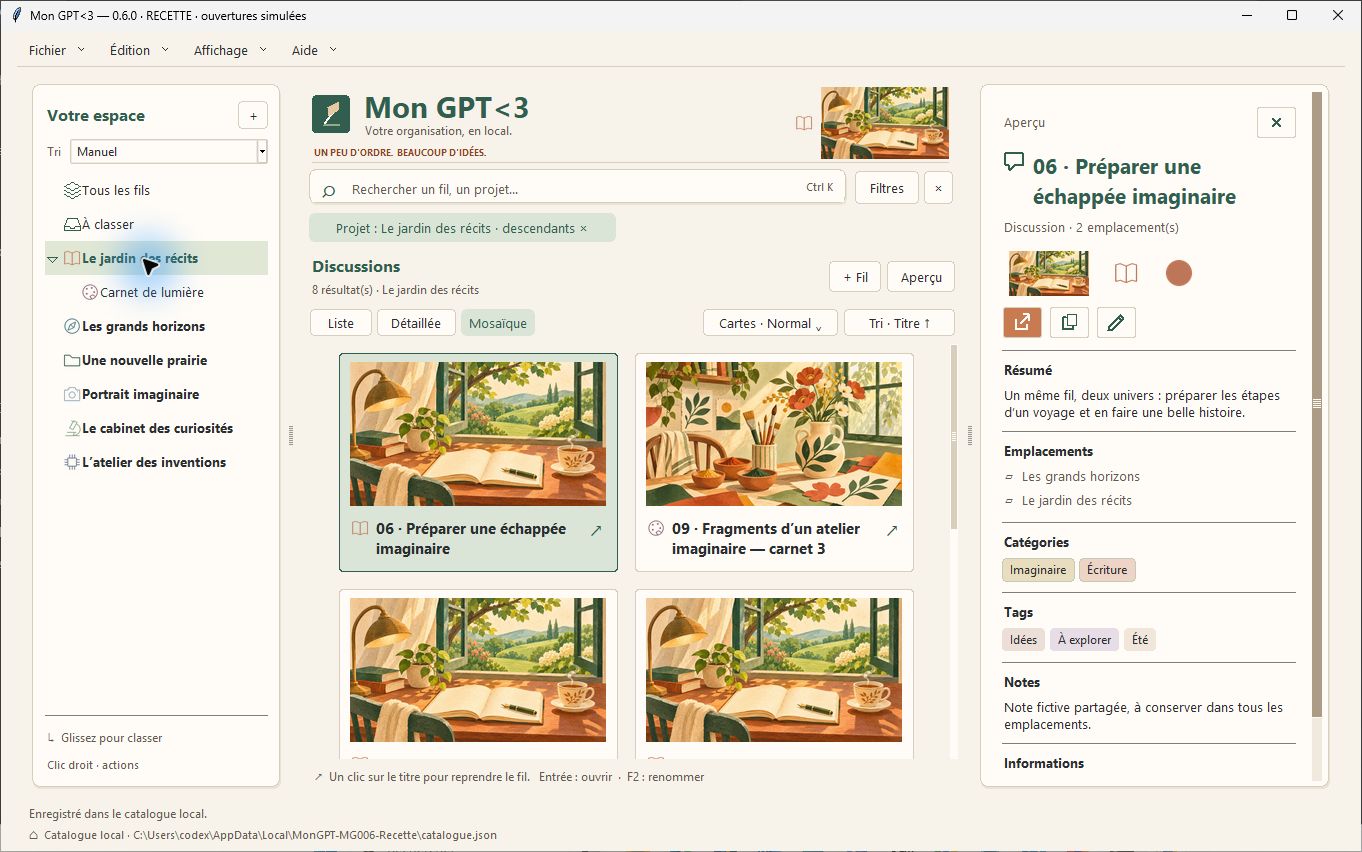 Mon GPT<3 — 0.6.0 · RECETTE · ouvertures simulées
Fichier
Édition
Affichage
Aide
Votre espace
+
Tri
Manuel
Tous les fils
À classer
Le jardin des récits
Carnet de lumière
Les grands horizons
Une nouvelle prairie
Portrait imaginaire
Le cabinet des curiosités
L’atelier des inventions
Glissez pour classer
Clic droit · actions
Mon GPT<3
Votre organisation, en local.
UN PEU D'ORDRE. BEAUCOUP D'IDÉES.
Rechercher un fil, un projet...
Ctrl K
Filtres
×
Projet : Le jardin des récits · descendants ×
Discussions
8 résultat(s) · Le jardin des récits
+ Fil
Aperçu
Liste
Détaillée
Mosaïque
Cartes · Normal
Tri · Titre ↑
06 · Préparer une échappée
imaginaire
↗
09 · Fragments d’un atelier
imaginaire — carnet 3
↗
↗ Un clic sur le titre pour reprendre le fil. Entrée : ouvrir · F2 : renommer
Aperçu
×
06 · Préparer une
échappée imaginaire
Discussion · 2 emplacement(s)
Résumé
Un même fil, deux univers : préparer les étapes
d’un voyage et en faire une belle histoire.
Emplacements
Les grands horizons
Le jardin des récits
Catégories
Imaginaire
Écriture
Tags
Idées
À explorer
Été
Notes
Note fictive partagée, à conserver dans tous les
emplacements.
Informations
Enregistré dans le catalogue local.
Catalogue local · C:\Users\codex\AppData\Local\MonGPT-MG006-Recette\catalogue.json